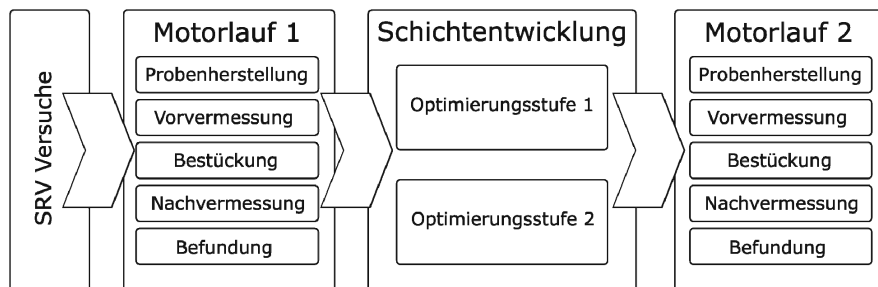 SRV Versuche
Motorlauf 1
Probenherstellung
Vorvermessung
Bestückung
Nachvermessung
Befundung
Schichtentwicklung
Optimierungsstufe 1
Optimierungsstufe 2
Motorlauf 2
Probenherstellung
Vorvermessung
Bestückung
Nachvermessung
Befundung